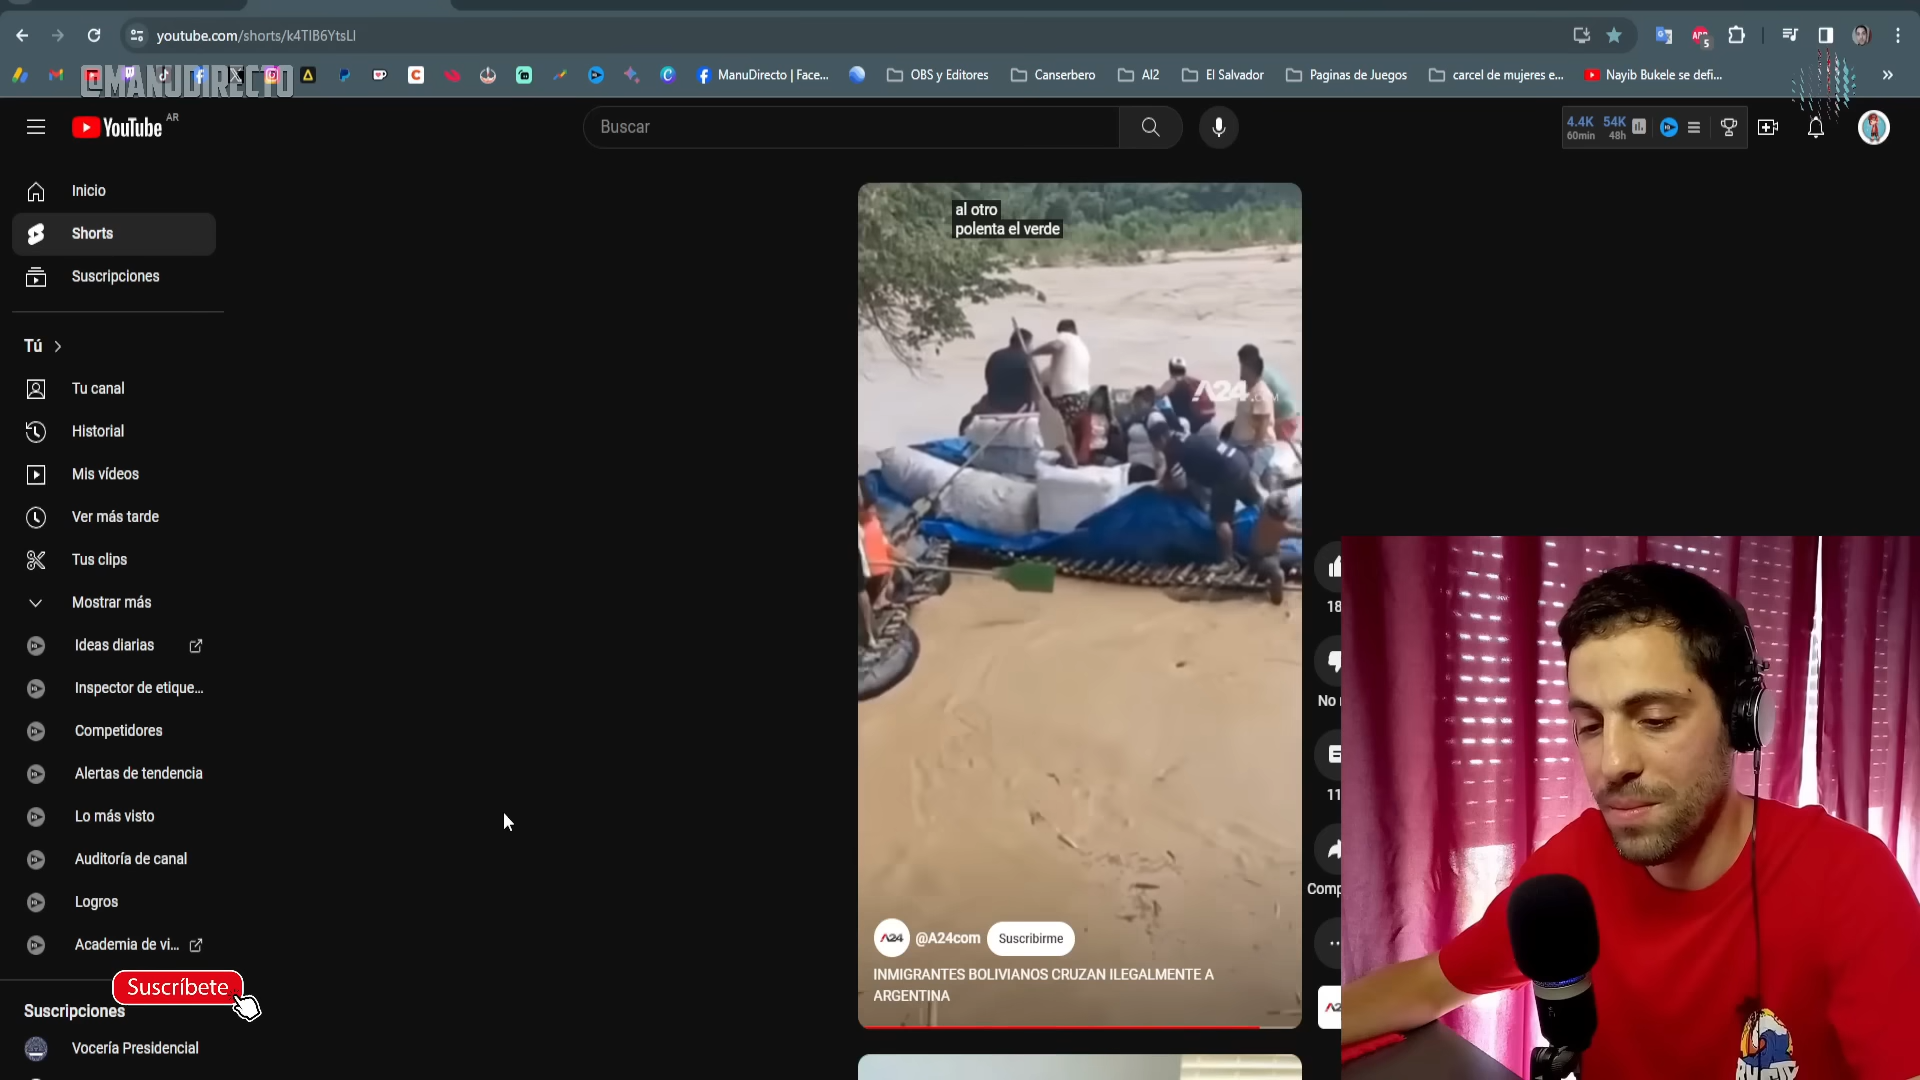 youtube.com/shorts/k4TIB6YtsLI
@MANUDIRECTO
ManuDirecto | Face...
OBS y Editores
Canserbero
AI2
El Salvador
Paginas de Juegos
carcel de mujeres e...
Nayib Bukele se defi...
YouTube AR
Buscar
4.4K 54K
60min 48h
Inicio
Shorts
Suscripciones
Tú
Tu canal
Historial
Mis vídeos
Ver más tarde
Tus clips
Mostrar más
Ideas diarias
Inspector de etique...
Competidores
Alertas de tendencia
Lo más visto
Auditoría de canal
Logros
Academia de vi...
Suscríbete
Suscripciones
Vocería Presidencial
al otro
polenta el verde
A24.COM
A24 @A24com Suscribirme
INMIGRANTES BOLIVIANOS CRUZAN ILEGALMENTE A
ARGENTINA
18
No
11
Comp